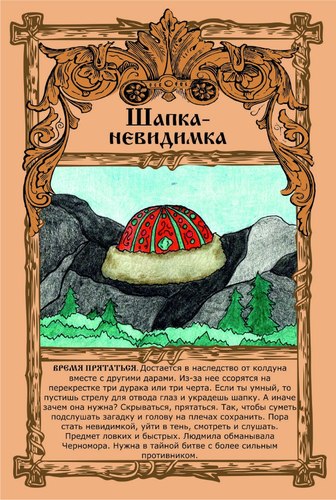 Шапка-
невидимка
ВРЕМЯ ПРЯТАТЬСЯ. Достается в наследство от колдуна
вместе с другими дарами. Из-за нее ссорятся на
перекрестке три дурака или три черта. Если ты умный, то
пустишь стрелу для отвода глаз и украдешь шапку. А иначе
зачем она нужна? Скрываться, прятаться. Так, чтобы суметь
подслушать загадку и голову на плечах сохранить. Пора
стать невидимкой, уйти в тень, смотреть и слушать.
Предмет ловких и быстрых. Людмила обманывала
Черномора. Нужна в тайной битве с более сильным
противником.